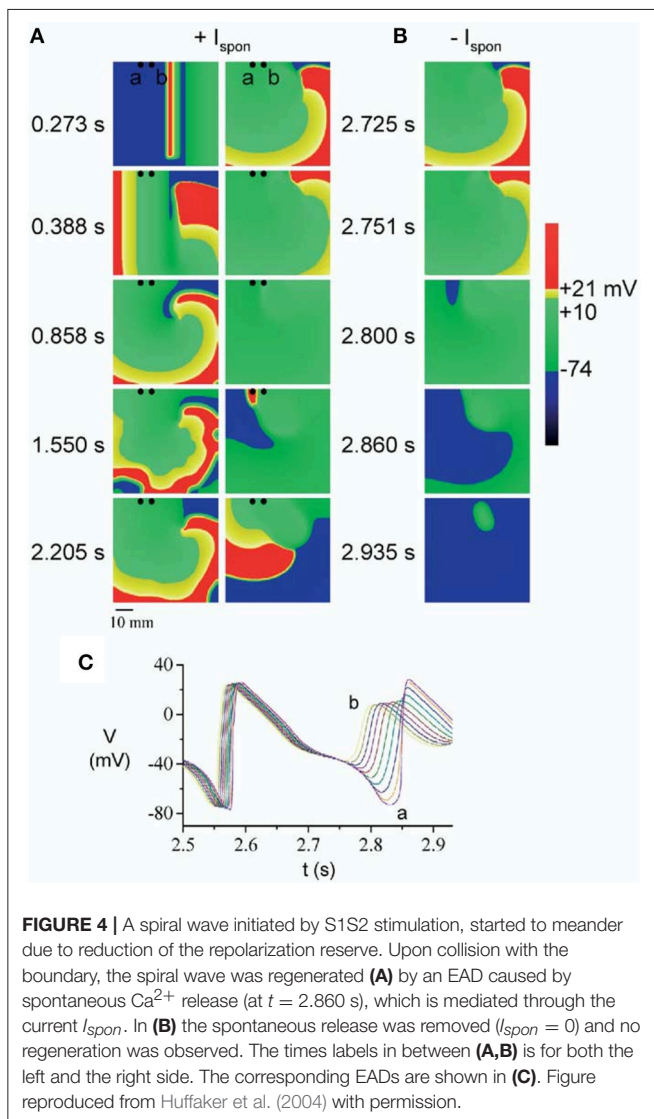 A
+ I_spon
B
- I_spon
a b
a b
0.273 s
2.725 s
0.388 s
2.751 s
+21 mV
+10
0.858 s
2.800 s
-74
1.550 s
2.860 s
2.205 s
2.935 s
10 mm
C
40
0
-40
-80
V
(mV)
b
a
2.5 2.6 2.7 2.8 2.9
t (s)
FIGURE 4 | A spiral wave initiated by S1S2 stimulation, started to meander
due to reduction of the repolarization reserve. Upon collision with the
boundary, the spiral wave was regenerated (A) by an EAD caused by
spontaneous Ca²⁺ release (at t = 2.860 s), which is mediated through the
current I_spon. In (B) the spontaneous release was removed (I_spon = 0) and no
regeneration was observed. The times labels in between (A,B) is for both the
left and the right side. The corresponding EADs are shown in (C). Figure
reproduced from Huffaker et al. (2004) with permission.